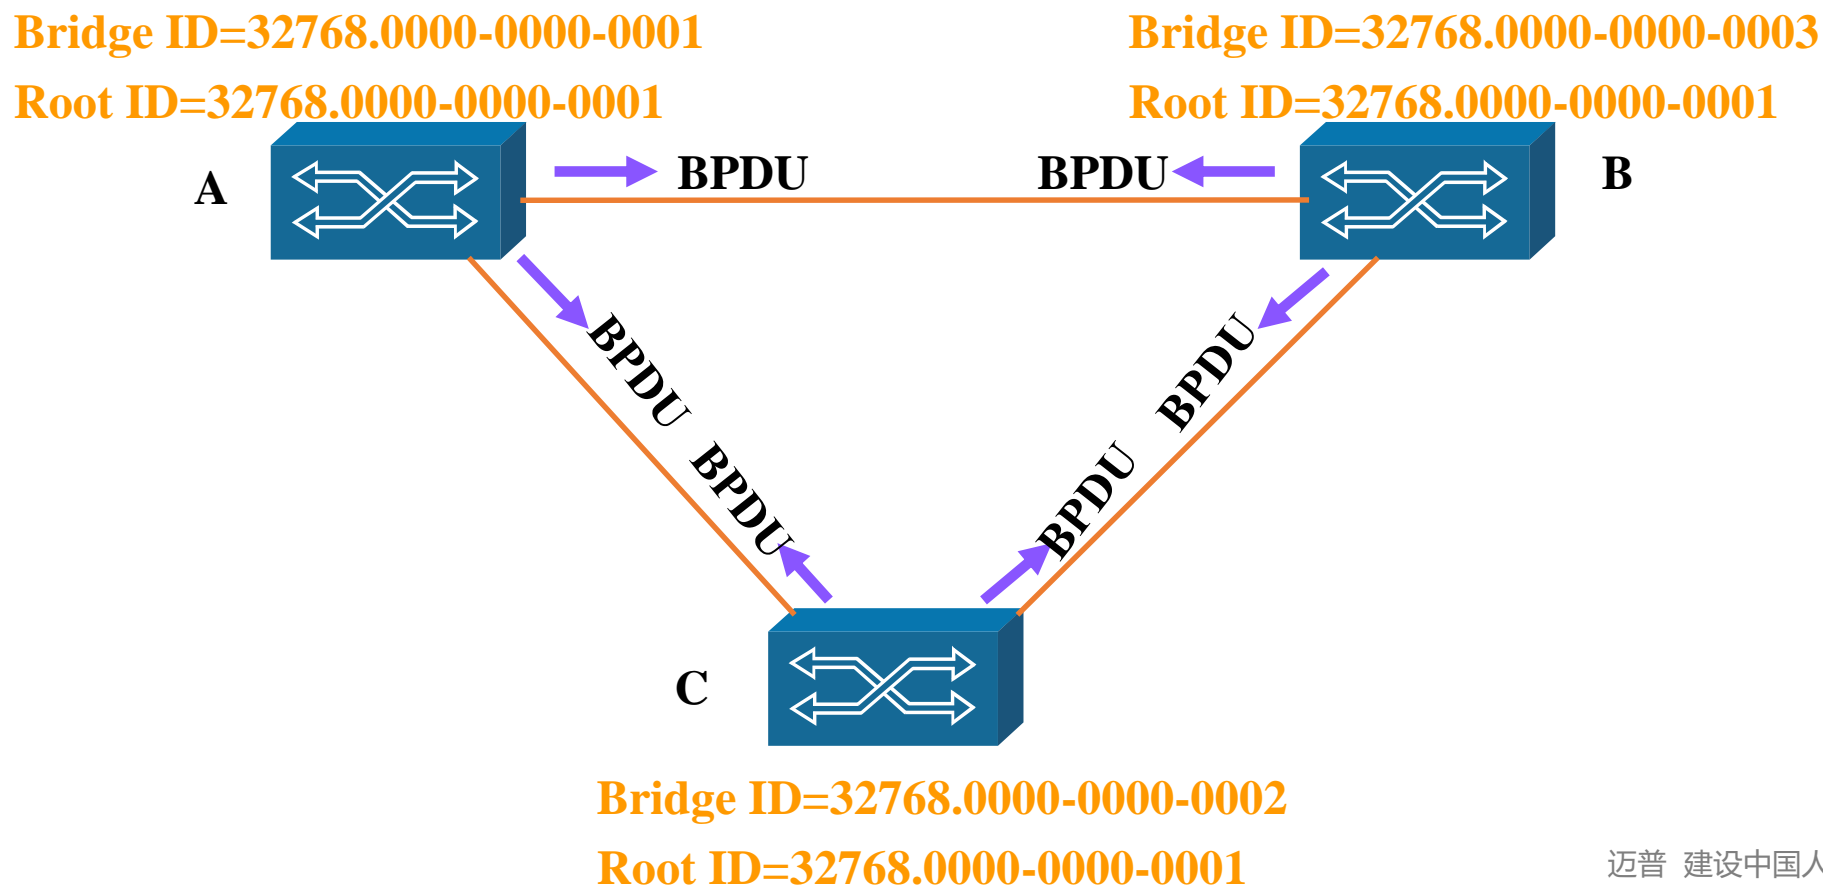 Bridge ID=32768.0000-0000-0001
Root ID=32768.0000-0000-0001
Bridge ID=32768.0000-0000-0003
Root ID=32768.0000-0000-0001
A
BPDU
BPDU
B
BPDU
BPDU
BPDU
BPDU
C
Bridge ID=32768.0000-0000-0002
Root ID=32768.0000-0000-0001
迈普 建设中国人